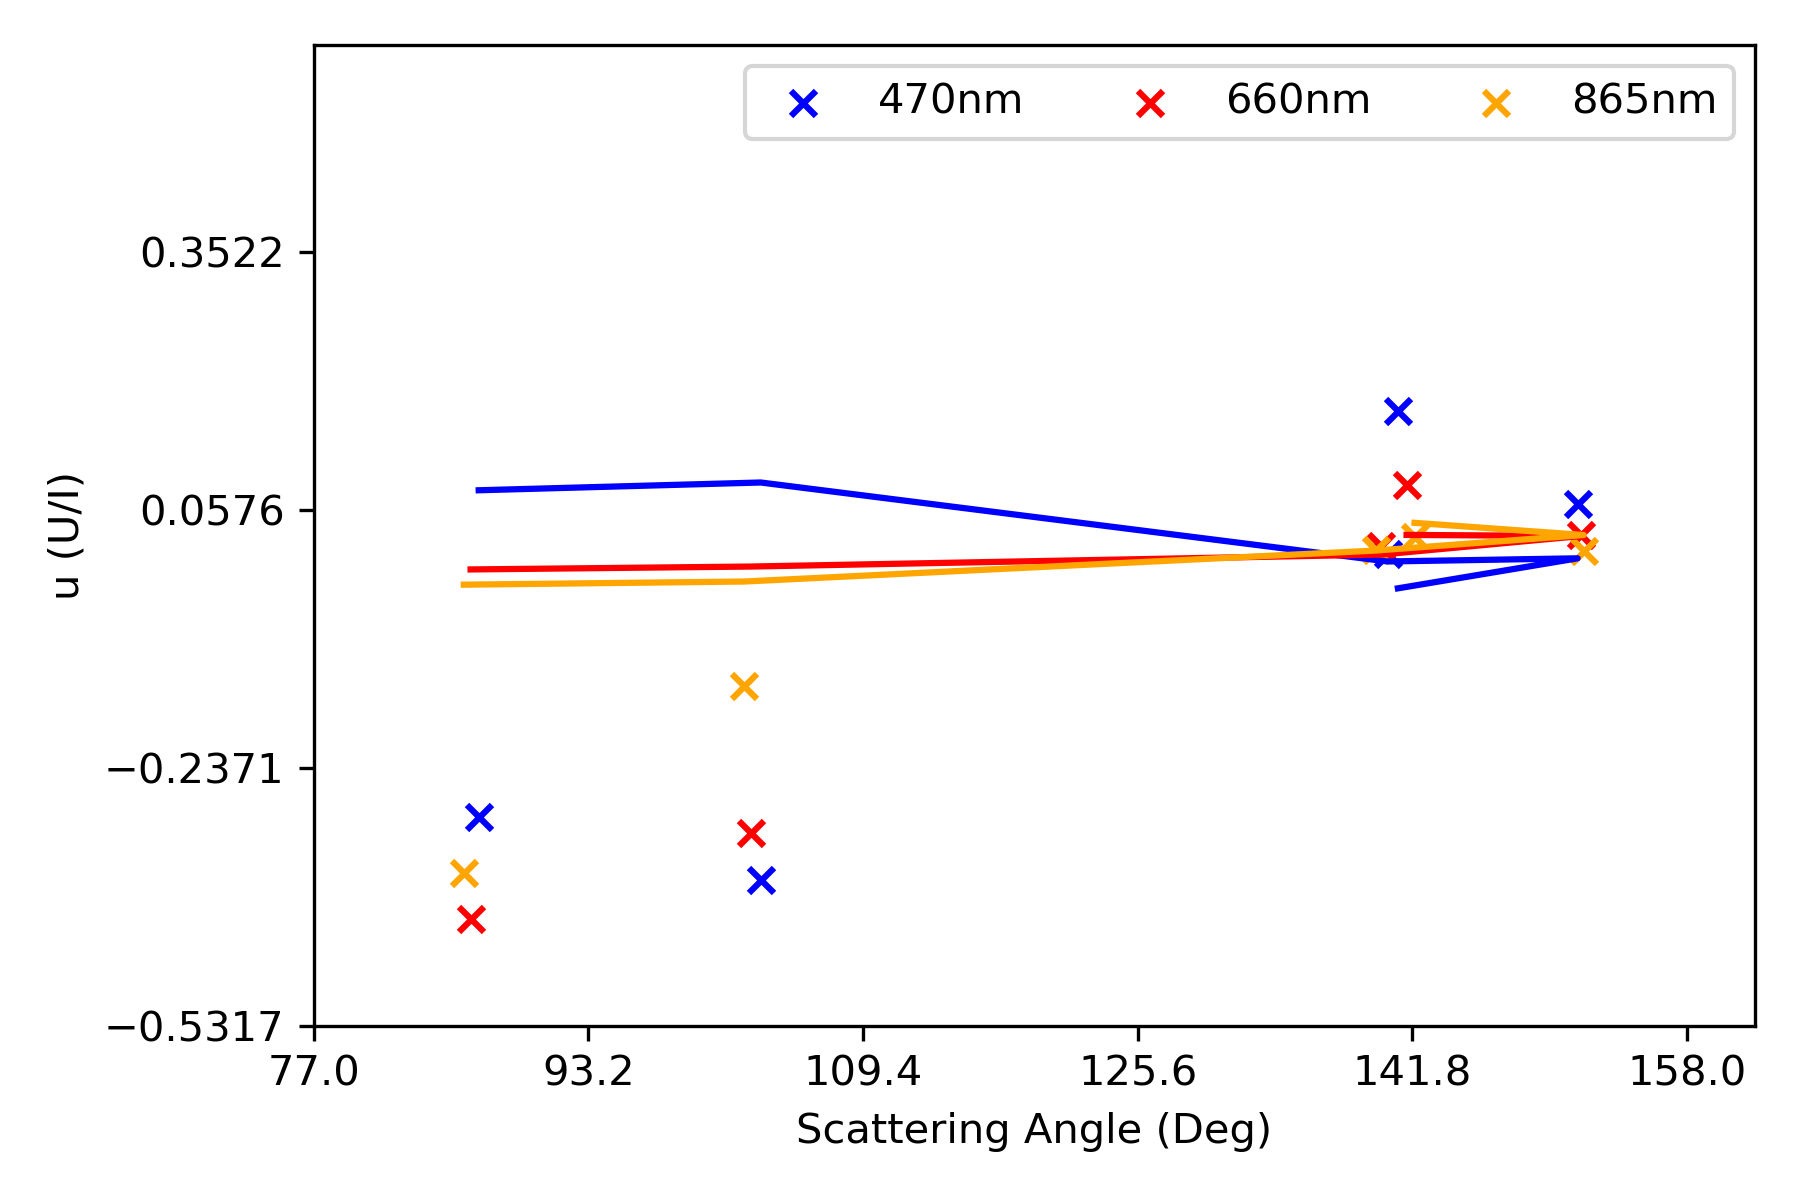 470nm 660nm 865nm
0.3522
0.0576
−0.2371
−0.5317
u (U/I)
77.0 93.2 109.4 125.6 141.8 158.0
Scattering Angle (Deg)